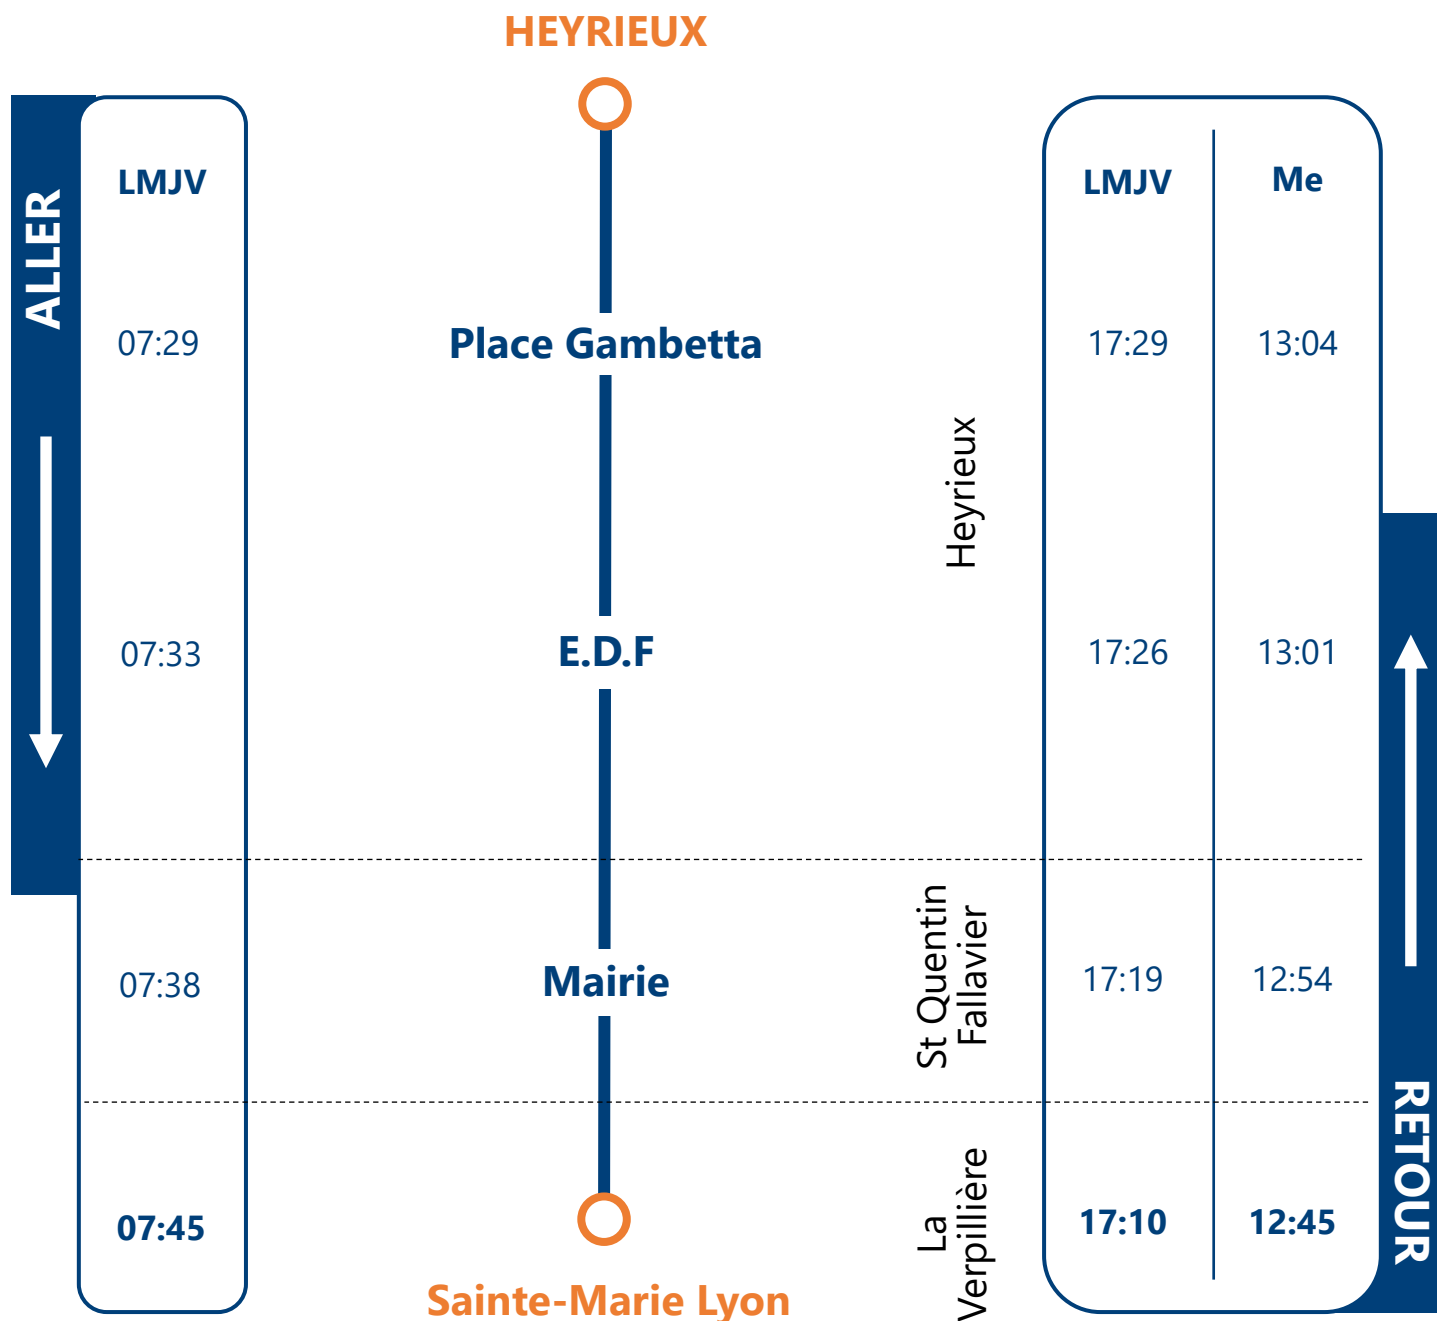 HEYRIEUX
ALLER
LMJV
LMJV
Me
07:29
Place Gambetta
17:29
13:04
Heyrieux
07:33
E.D.F
17:26
13:01
07:38
Mairie
St Quentin
Fallavier
17:19
12:54
RETOUR
07:45
La
Verpillière
17:10
12:45
Sainte-Marie Lyon